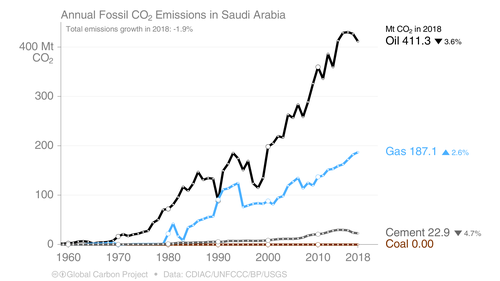 Annual Fossil CO₂ Emissions in Saudi Arabia
Total emissions growth in 2018: -1.9%
Mt CO₂ in 2018
Oil 411.3 ▼ 3.6%
400 Mt
CO₂
300
200
Gas 187.1 ▲ 2.6%
100
Cement 22.9 ▼ 4.7%
Coal 0.00
0
1960 1970 1980 1990 2000 2010 2018
Global Carbon Project • Data: CDIAC/UNFCCC/BP/USGS